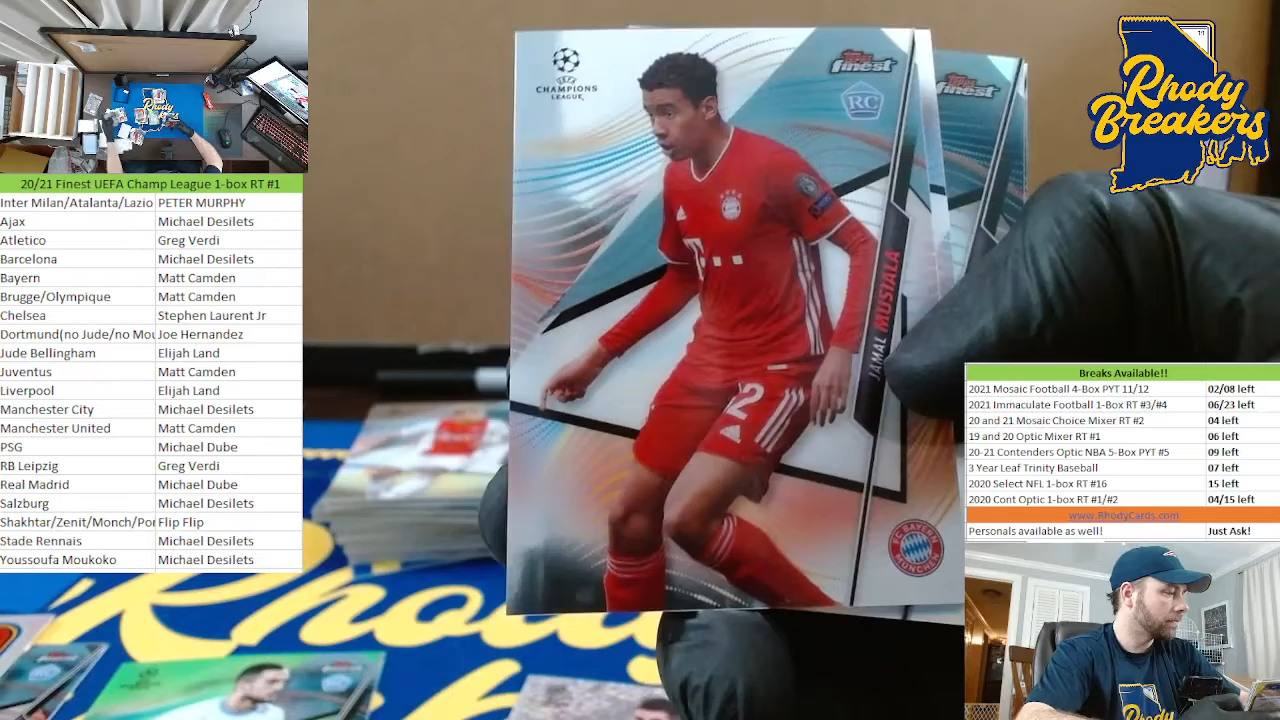 20/21 Finest UEFA Champ League 1-box RT #1
Inter Milan/Atalanta/Lazio PETER MURPHY
Ajax Michael Desilets
Atletico Greg Verdi
Barcelona Michael Desilets
Bayern Matt Camden
Brugge/Olympique Matt Camden
Chelsea Stephen Laurent Jr
Dortmund(no Jude/no Mou Joe Hernandez
Jude Bellingham Elijah Land
Juventus Matt Camden
Liverpool Elijah Land
Manchester City Michael Desilets
Manchester United Matt Camden
PSG Michael Dube
RB Leipzig Greg Verdi
Real Madrid Michael Dube
Salzburg Michael Desilets
Shakhtar/Zenit/Monch/Por Flip Flip
Stade Rennais Michael Desilets
Youssoufa Moukoko Michael Desilets
UEFA
CHAMPIONS
LEAGUE
Topps
finest
RC
JAMAL MUSIALA
FC BAYERN
MÜNCHEN
42
finest
Rhody
Breakers
Breaks Available!!
2021 Mosaic Football 4-Box PYT 11/12 02/08 left
2021 Immaculate Football 1-Box RT #3/#4 06/23 left
20 and 21 Mosaic Choice Mixer RT #2 04 left
19 and 20 Optic Mixer RT #1 06 left
20-21 Contenders Optic NBA 5-Box PYT #5 09 left
3 Year Leaf Trinity Baseball 07 left
2020 Select NFL 1-box RT #16 15 left
2020 Cont Optic 1-box RT #1/#2 04/15 left
www.RhodyCards.com
Personals available as well! Just Ask!
Rhody
Rhody